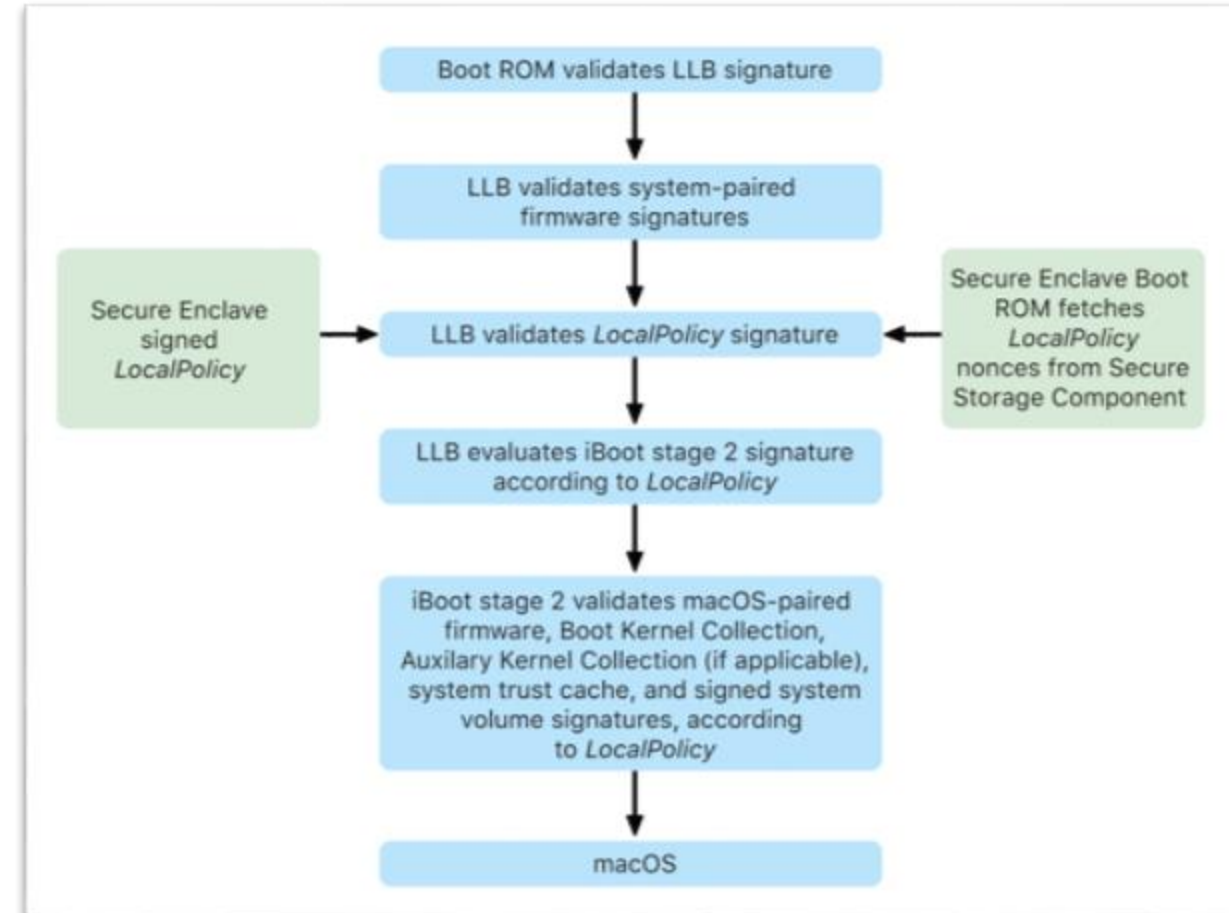 Boot ROM validates LLB signature
LLB validates system-paired
firmware signatures
Secure Enclave
signed
LocalPolicy
LLB validates LocalPolicy signature
Secure Enclave Boot
ROM fetches
LocalPolicy
nonces from Secure
Storage Component
LLB evaluates iBoot stage 2 signature
according to LocalPolicy
iBoot stage 2 validates macOS-paired
firmware, Boot Kernel Collection,
Auxilary Kernel Collection (if applicable),
system trust cache, and signed system
volume signatures, according
to LocalPolicy
macOS